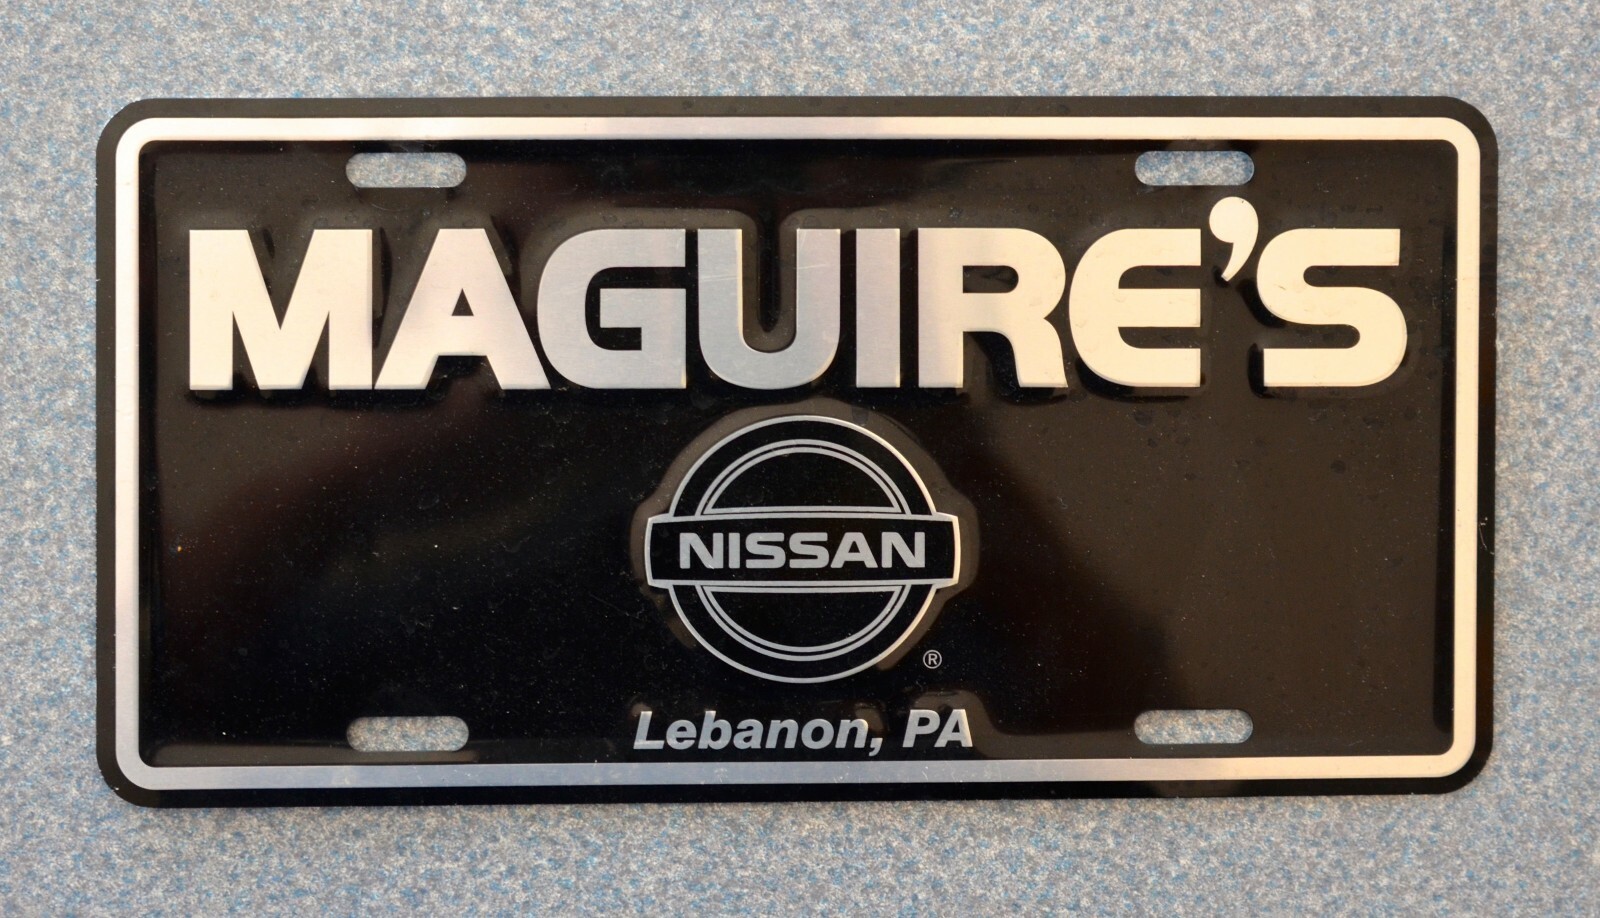 MAGUIRE'S
NISSAN
®
Lebanon, PA